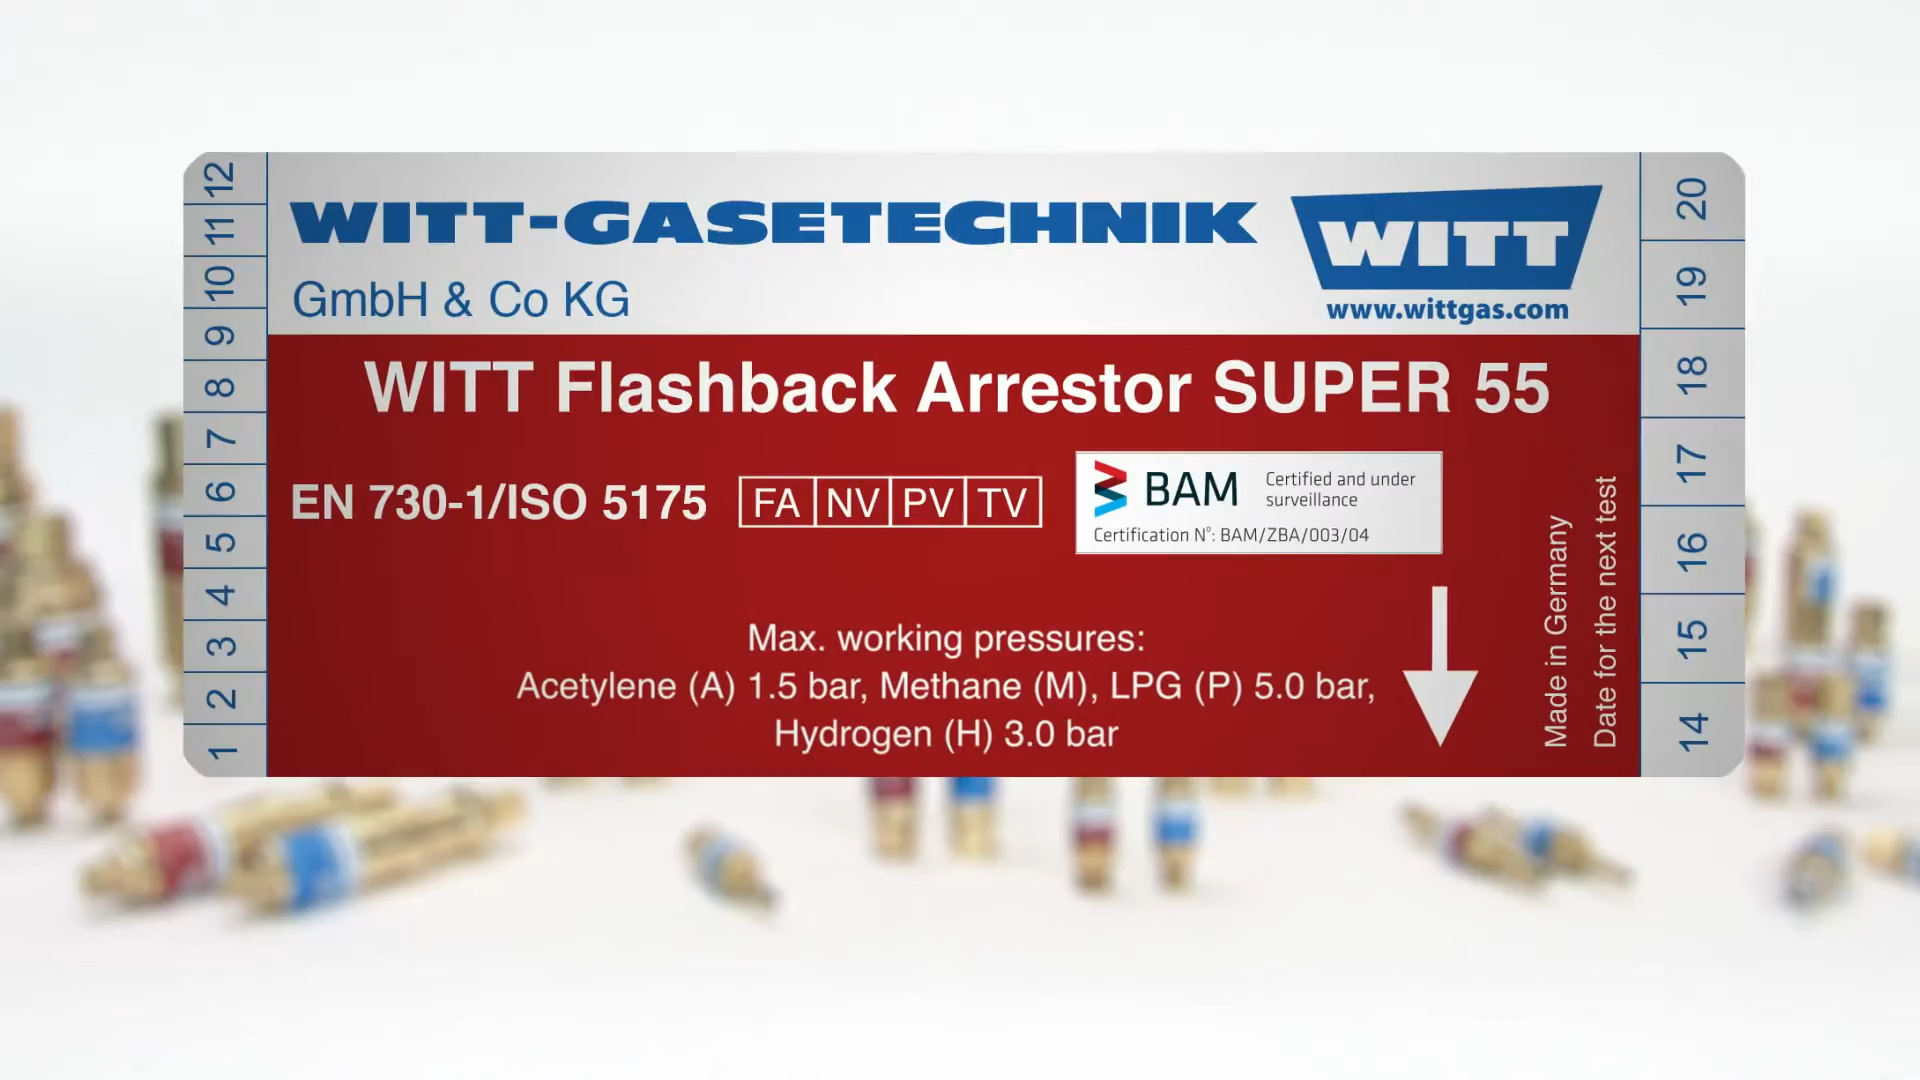 12
11
10
9
8
7
6
5
4
3
2
1
WITT-GASETECHNIK
GmbH & Co KG
WITT
www.wittgas.com
WITT Flashback Arrestor SUPER 55
EN 730-1/ISO 5175
FA NV PV TV
BAM
Certified and under
surveillance
Certification N°: BAM/ZBA/003/04
Max. working pressures:
Acetylene (A) 1.5 bar, Methane (M), LPG (P) 5.0 bar,
Hydrogen (H) 3.0 bar
Made in Germany
Date for the next test
20
19
18
17
16
15
14